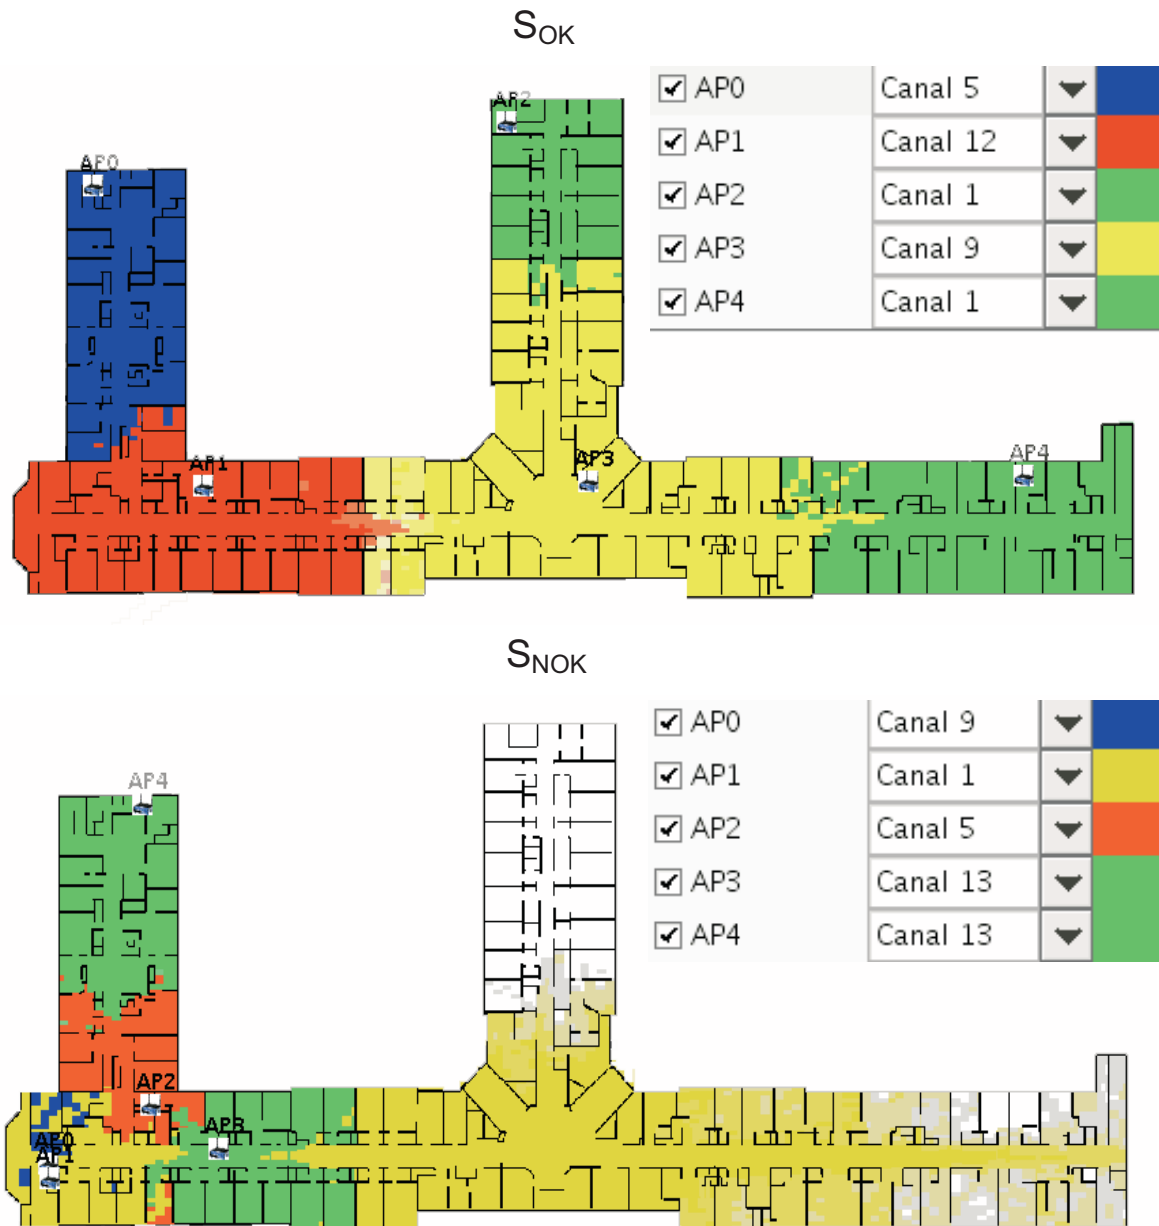 S_OK
AP0 Canal 5
AP1 Canal 12
AP2 Canal 1
AP3 Canal 9
AP4 Canal 1
AP2
AP0
AP1
AP3
AP4
S_NOK
AP0 Canal 9
AP1 Canal 1
AP2 Canal 5
AP3 Canal 13
AP4 Canal 13
AP4
AP2
AP3
AP0
AP1